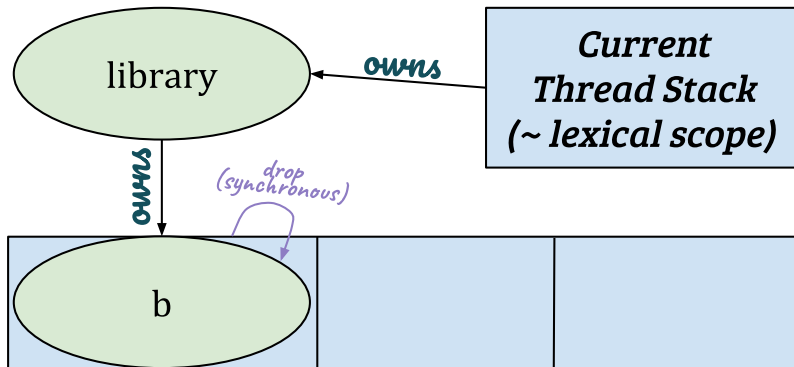 library
owns
Current
Thread Stack
(~ lexical scope)
owns
drop
(synchronous)
b